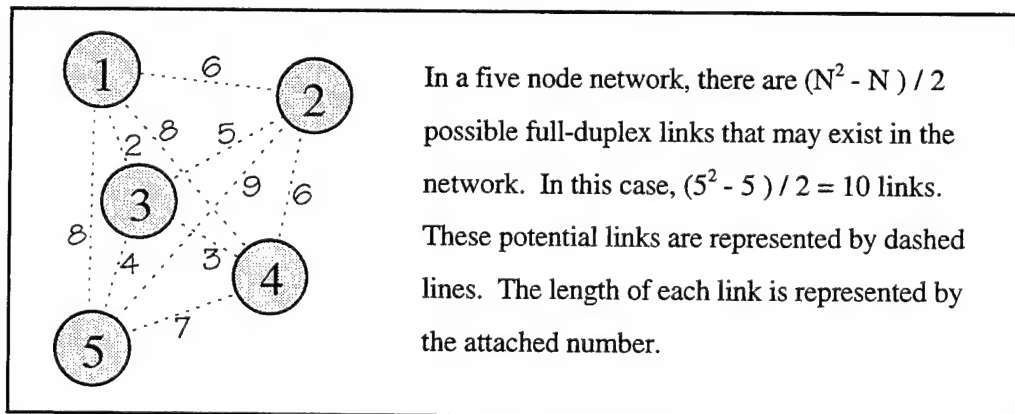 1
6
2
8
5
2
9
3
6
8
4
3
4
7
5
In a five node network, there are (N² - N ) / 2
possible full-duplex links that may exist in the
network. In this case, (5² - 5 ) / 2 = 10 links.
These potential links are represented by dashed
lines. The length of each link is represented by
the attached number.